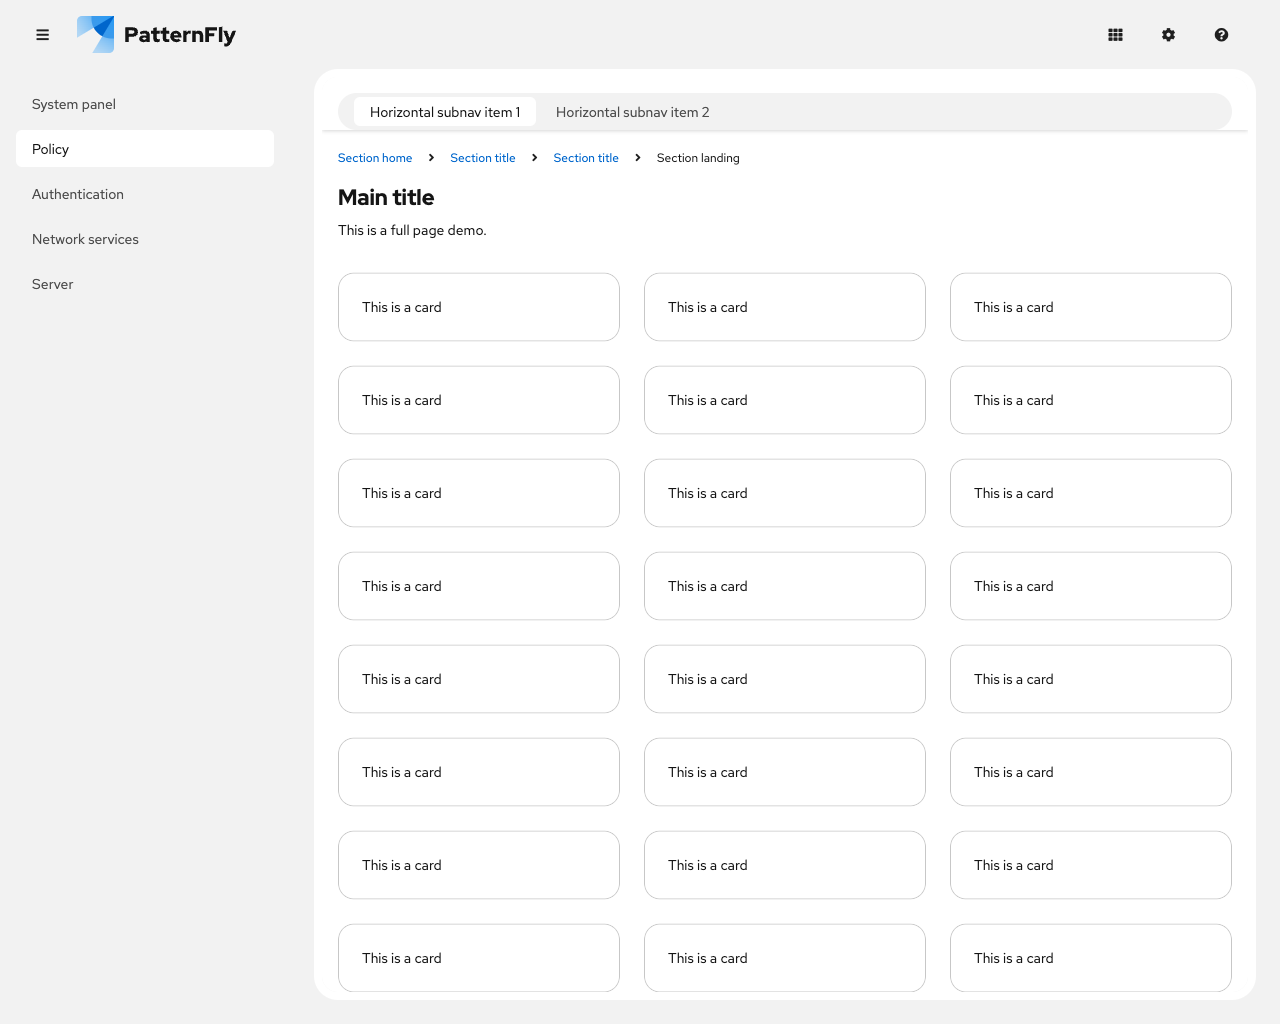 PatternFly
System panel
Policy
Authentication
Network services
Server
Horizontal subnav item 1 Horizontal subnav item 2
Section home Section title Section title Section landing
Main title
This is a full page demo.
This is a card This is a card This is a card
This is a card This is a card This is a card
This is a card This is a card This is a card
This is a card This is a card This is a card
This is a card This is a card This is a card
This is a card This is a card This is a card
This is a card This is a card This is a card
This is a card This is a card This is a card